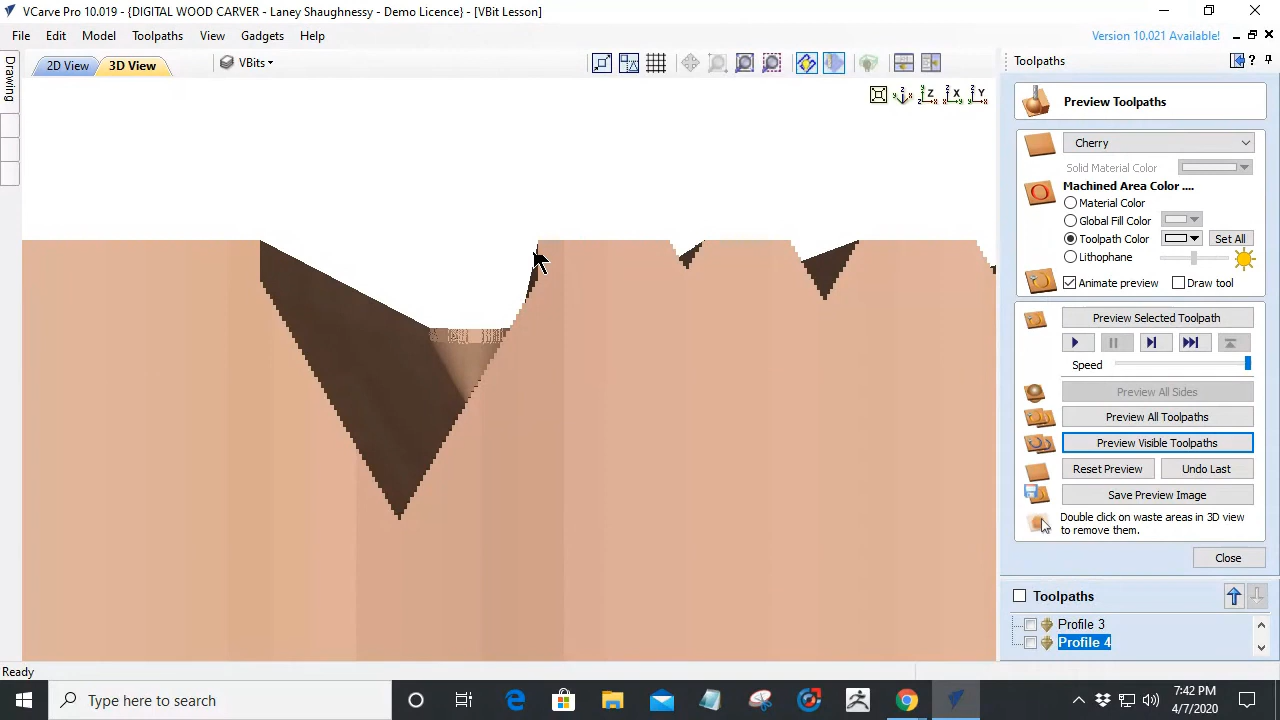 VCarve Pro 10.019 - {DIGITAL WOOD CARVER - Laney Shaughnessy - Demo Licence} - [VBit Lesson]
File Edit Model Toolpaths View Gadgets Help
Version 10.021 Available!
Drawing
2D View
3D View
VBits
Z X Y
Toolpaths
Preview Toolpaths
Cherry
Solid Material Color
Machined Area Color ....
Material Color
Global Fill Color
Toolpath Color Set All
Lithophane
Animate preview Draw tool
Preview Selected Toolpath
Speed
Preview All Sides
Preview All Toolpaths
Preview Visible Toolpaths
Reset Preview Undo Last
Save Preview Image
Double click on waste areas in 3D view
to remove them.
Close
Toolpaths
Profile 3
Profile 4
Ready
Type here to search
7:42 PM
4/7/2020